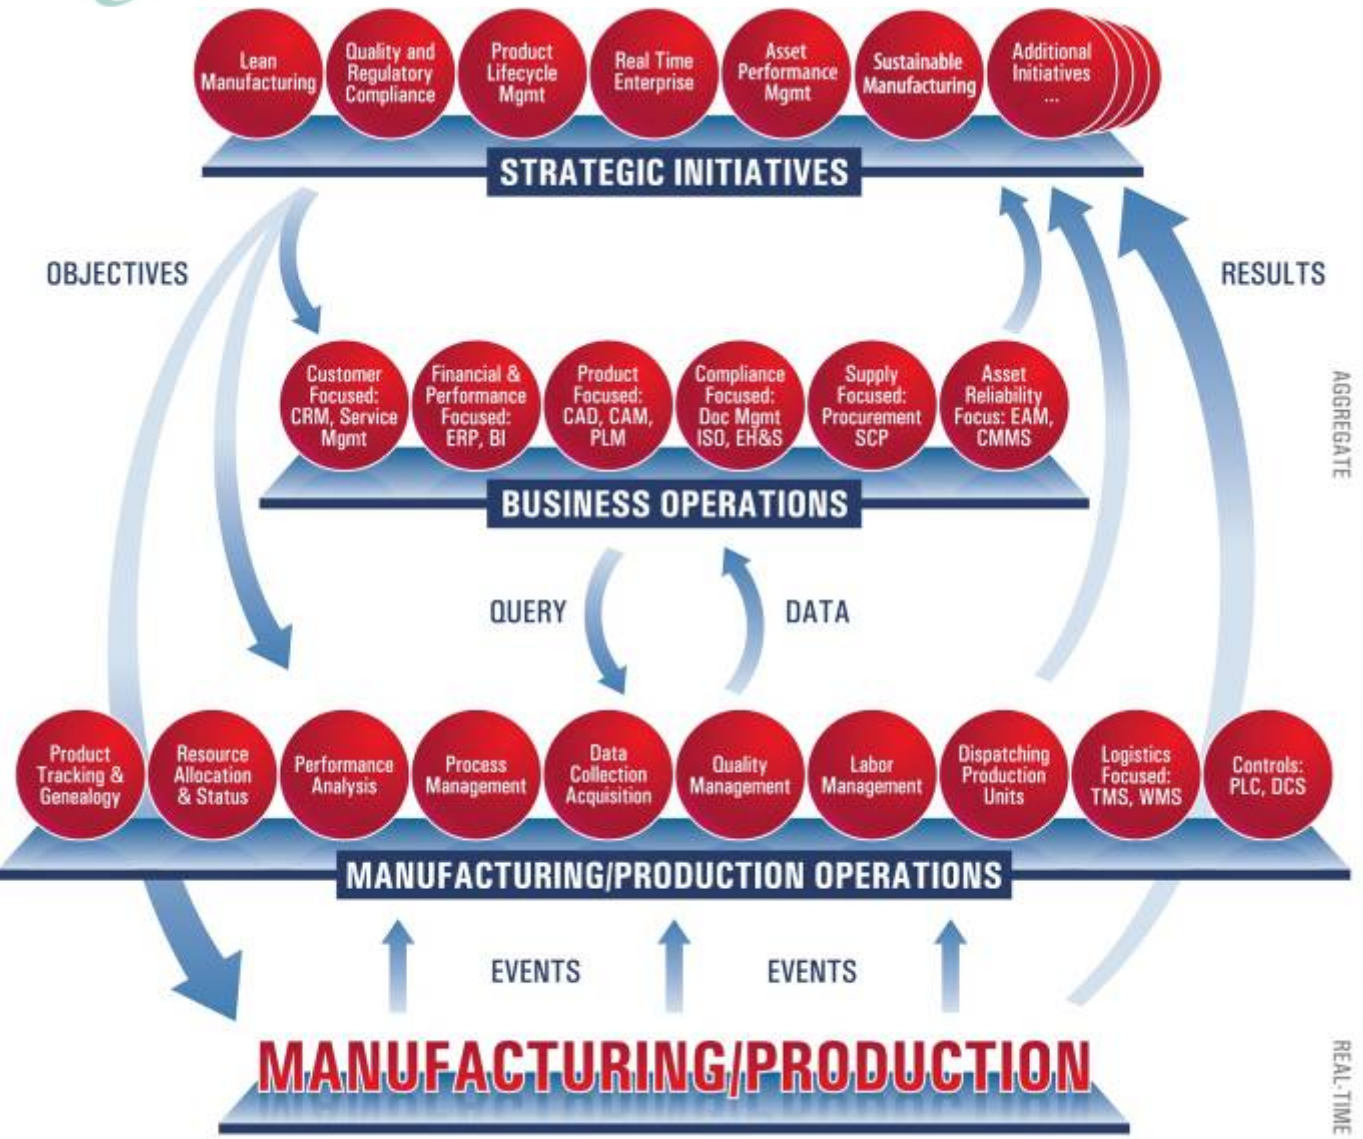 Lean
Manufacturing
Quality and
Regulatory
Compliance
Product
Lifecycle
Mgmt
Real Time
Enterprise
Asset
Performance
Mgmt
Sustainable
Manufacturing
Additional
Initiatives
...
STRATEGIC INITIATIVES
OBJECTIVES
RESULTS
Customer
Focused:
CRM, Service
Mgmt
Financial &
Performance
Focused:
ERP, BI
Product
Focused:
CAD, CAM,
PLM
Compliance
Focused:
Doc Mgmt
ISO, EH&S
Supply
Focused:
Procurement
SCP
Asset
Reliability
Focus: EAM,
CMMS
AGGREGATE
BUSINESS OPERATIONS
QUERY
DATA
Product
Tracking &
Genealogy
Resource
Allocation
& Status
Performance
Analysis
Process
Management
Data
Collection
Acquisition
Quality
Management
Labor
Management
Dispatching
Production
Units
Logistics
Focused:
TMS, WMS
Controls:
PLC, DCS
MANUFACTURING/PRODUCTION OPERATIONS
EVENTS
EVENTS
MANUFACTURING/PRODUCTION
REAL-TIME